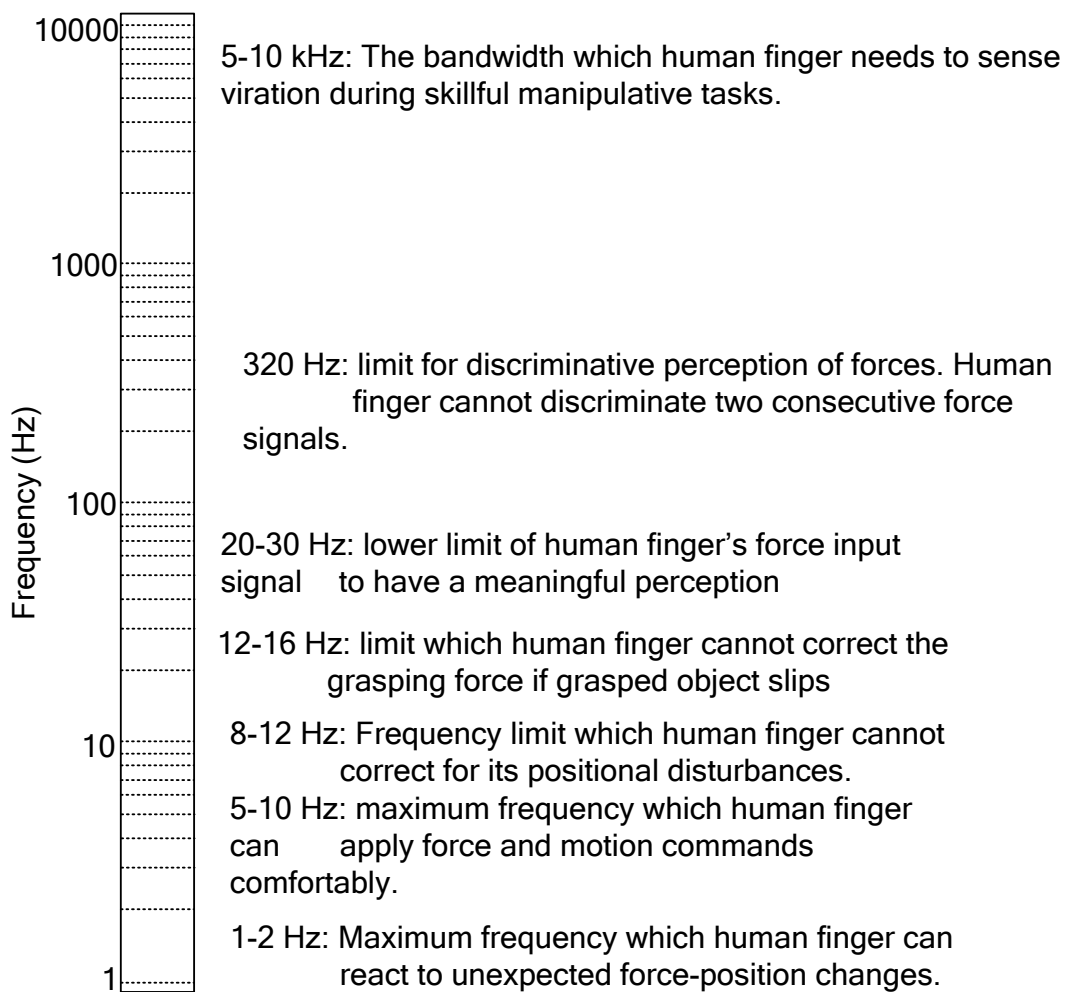 10000
5-10 kHz: The bandwidth which human finger needs to sense
viration during skillful manipulative tasks.
1000
320 Hz: limit for discriminative perception of forces. Human
finger cannot discriminate two consecutive force
signals.
Frequency (Hz)
100
20-30 Hz: lower limit of human finger’s force input
signal to have a meaningful perception
12-16 Hz: limit which human finger cannot correct the
grasping force if grasped object slips
10
8-12 Hz: Frequency limit which human finger cannot
correct for its positional disturbances.
5-10 Hz: maximum frequency which human finger
can apply force and motion commands
comfortably.
1-2 Hz: Maximum frequency which human finger can
react to unexpected force-position changes.
1